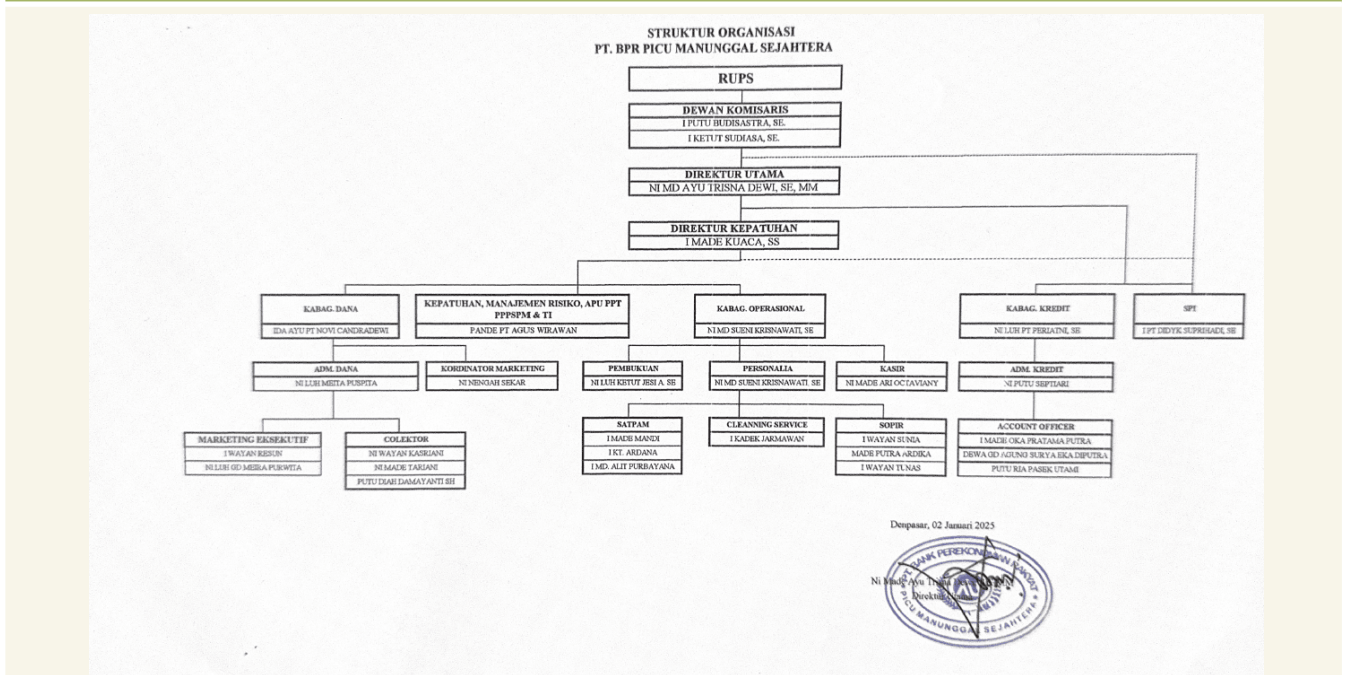 STRUKTUR ORGANISASI
PT. BPR PICU MANUNGGAL SEJAHTERA
RUPS
DEWAN KOMISARIS
I PUTU BUDISASTRA, SE.
I KETUT SUDIASA, SE.
DIREKTUR UTAMA
NI MD AYU TRISNA DEWI, SE, MM
DIREKTUR KEPATUHAN
I MADE KUACA, SS
KABAG. DANA
IDA AYU PT NOVI CANDRADEWI
KEPATUHAN, MANAJEMEN RISIKO, APU PPT
PPPSPM & TI
PANDE PT AGUS WIRAWAN
KABAG. OPERASIONAL
NI MD SUENI KRISNAWATI, SE
KABAG. KREDIT
NI LUH PT PERIATNI, SE
SPI
I PT DIDYK SUPRIHADI, SE
ADM. DANA
NI LUH MEITA PUSPITA
KORDINATOR MARKETING
NI NENGAH SEKAR
PEMBUKUAN
NI LUH KETUT JESI A. SE
PERSONALIA
NI MD SUENI KRISNAWATI, SE
KASIR
NI MADE ARI OCTAVIANY
ADM. KREDIT
NI PUTU SEPTIARI
MARKETING EKSEKUTIF
I WAYAN RESUN
NI LUH GD MEIRA PURWITA
COLEKTOR
NI WAYAN KASRIANI
NI MADE TARIANI
PUTU DIAH DAMAYANTI SH
SATPAM
I MADE MANDI
I KT. ARDANA
I MD. ALIT PURBAYANA
CLEANNING SERVICE
I KADEK JARMAWAN
SOPIR
I WAYAN SUNIA
MADE PUTRA ARDIKA
I WAYAN TUNAS
ACCOUNT OFFICER
I MADE OKA PRATAMA PUTRA
DEWA GD AGUNG SURYA EKA DIPUTRA
PUTU RIA PASEK UTAMI
Denpasar, 02 Januari 2025
PT. BANK PEREKONOMIAN RAKYAT
Ni Made Ayu Trisna
Direktur Utama
PICU MANUNGGAL SEJAHTERA